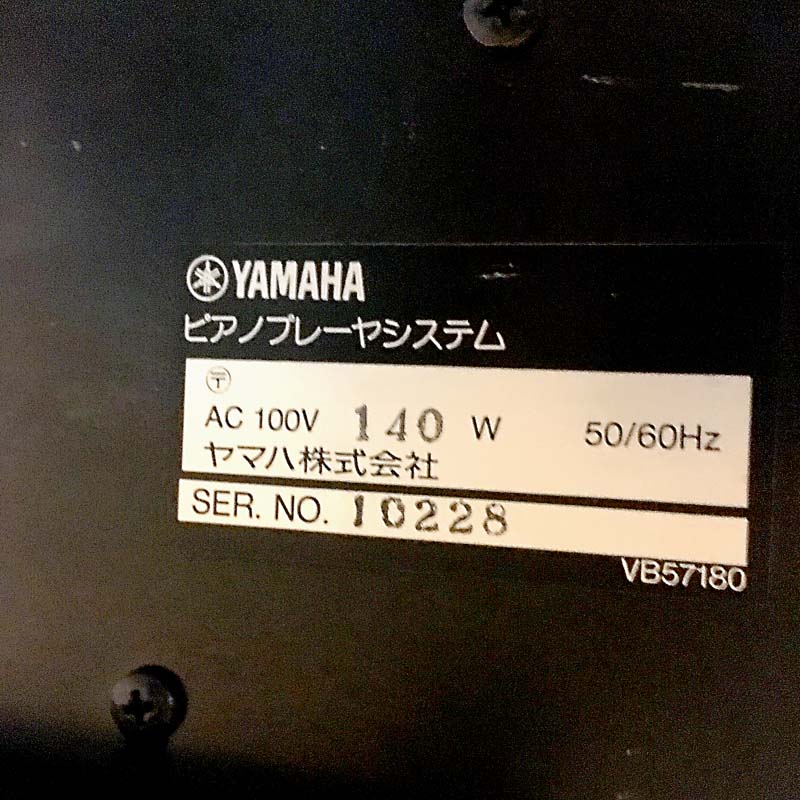 YAMAHA
ピアノプレーヤシステム
〒
AC 100V 140 W 50/60Hz
ヤマハ株式会社
SER. NO. 10228
VB57180